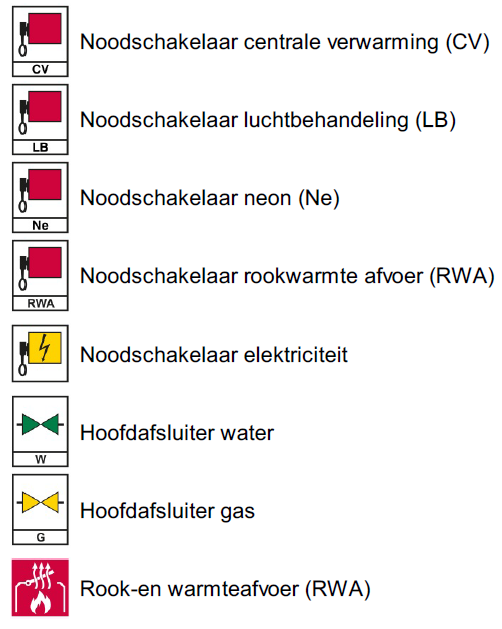 CV
Noodschakelaar centrale verwarming (CV)
LB
Noodschakelaar luchtbehandeling (LB)
Ne
Noodschakelaar neon (Ne)
RWA
Noodschakelaar rookwarmte afvoer (RWA)
Noodschakelaar elektriciteit
W
Hoofdafsluiter water
G
Hoofdafsluiter gas
Rook-en warmteafvoer (RWA)